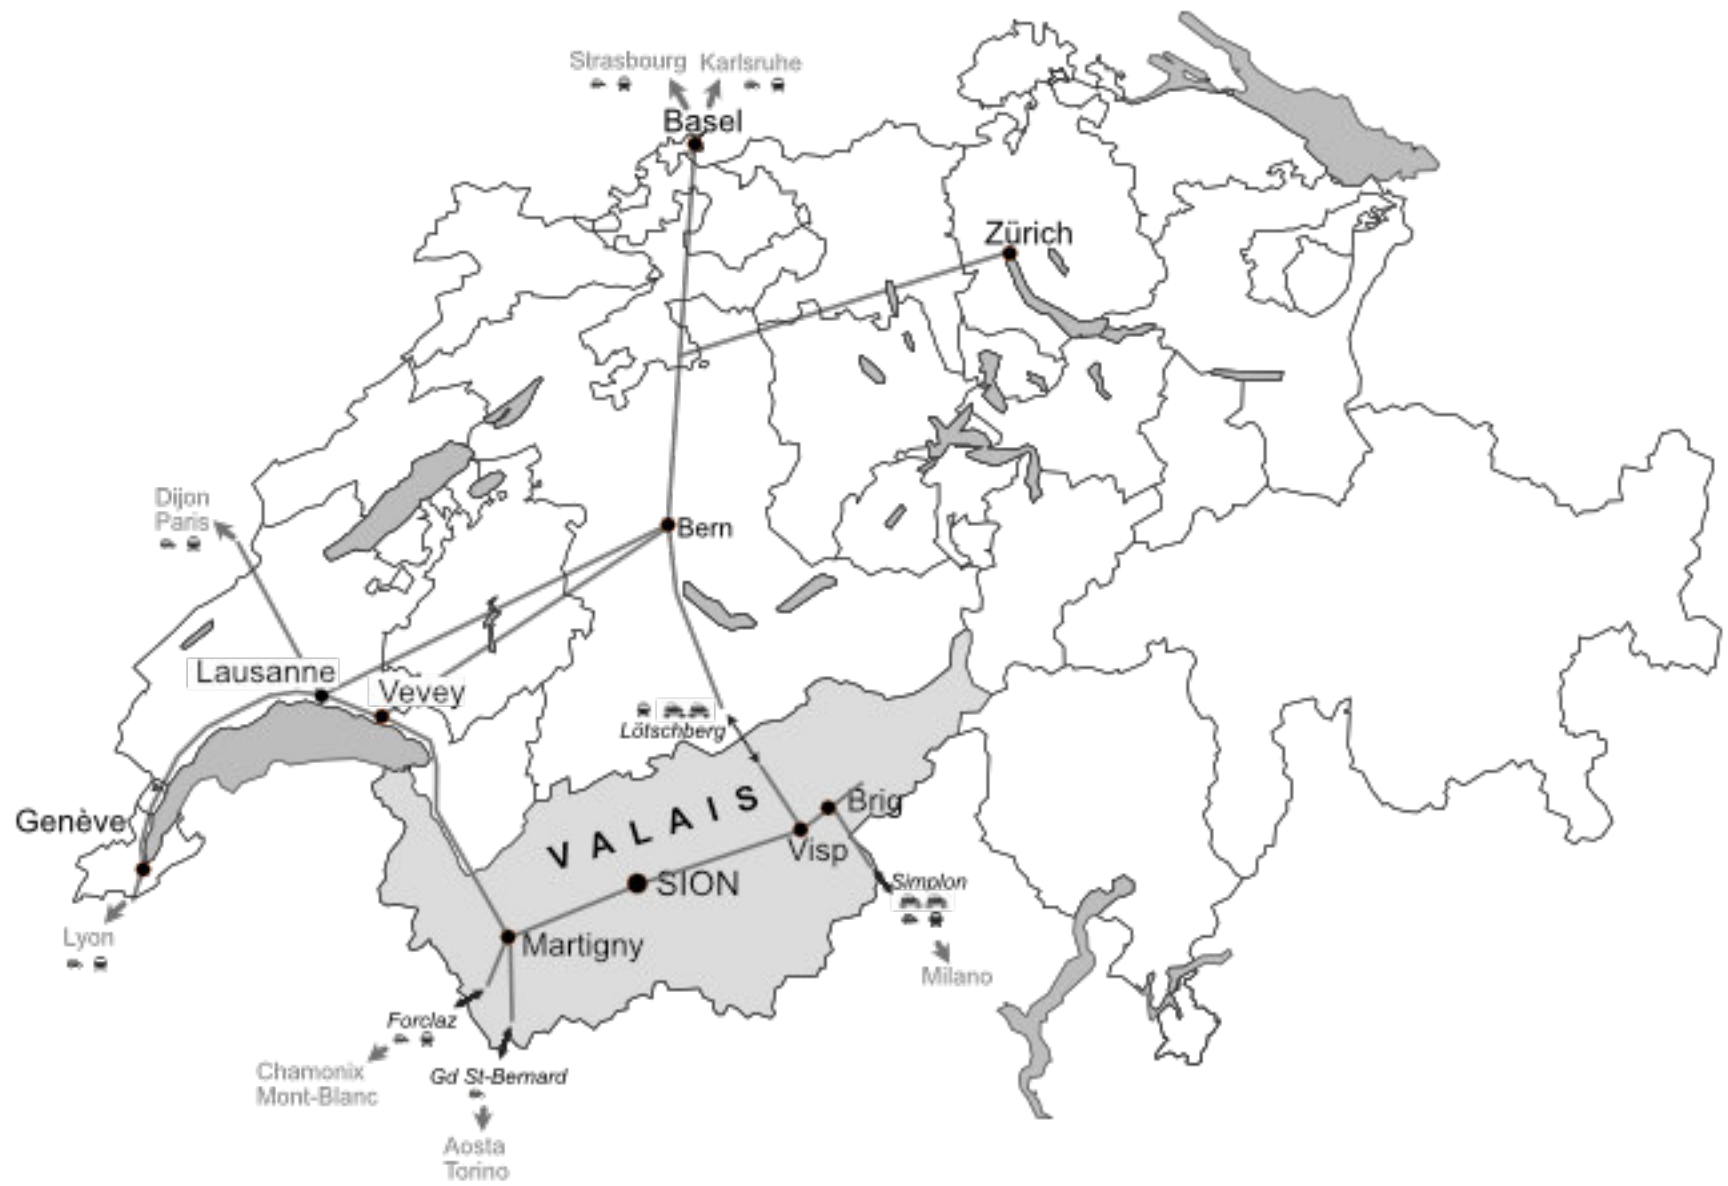 Strasbourg
Karlsruhe
Basel
Zürich
Dijon
Paris
Bern
Lausanne
Vevey
Lötschberg
VALAIS
Brig
Genève
Visp
SION
Simplon
Lyon
Martigny
Milano
Forclaz
Chamonix
Mont-Blanc
Gd St-Bernard
Aosta
Torino